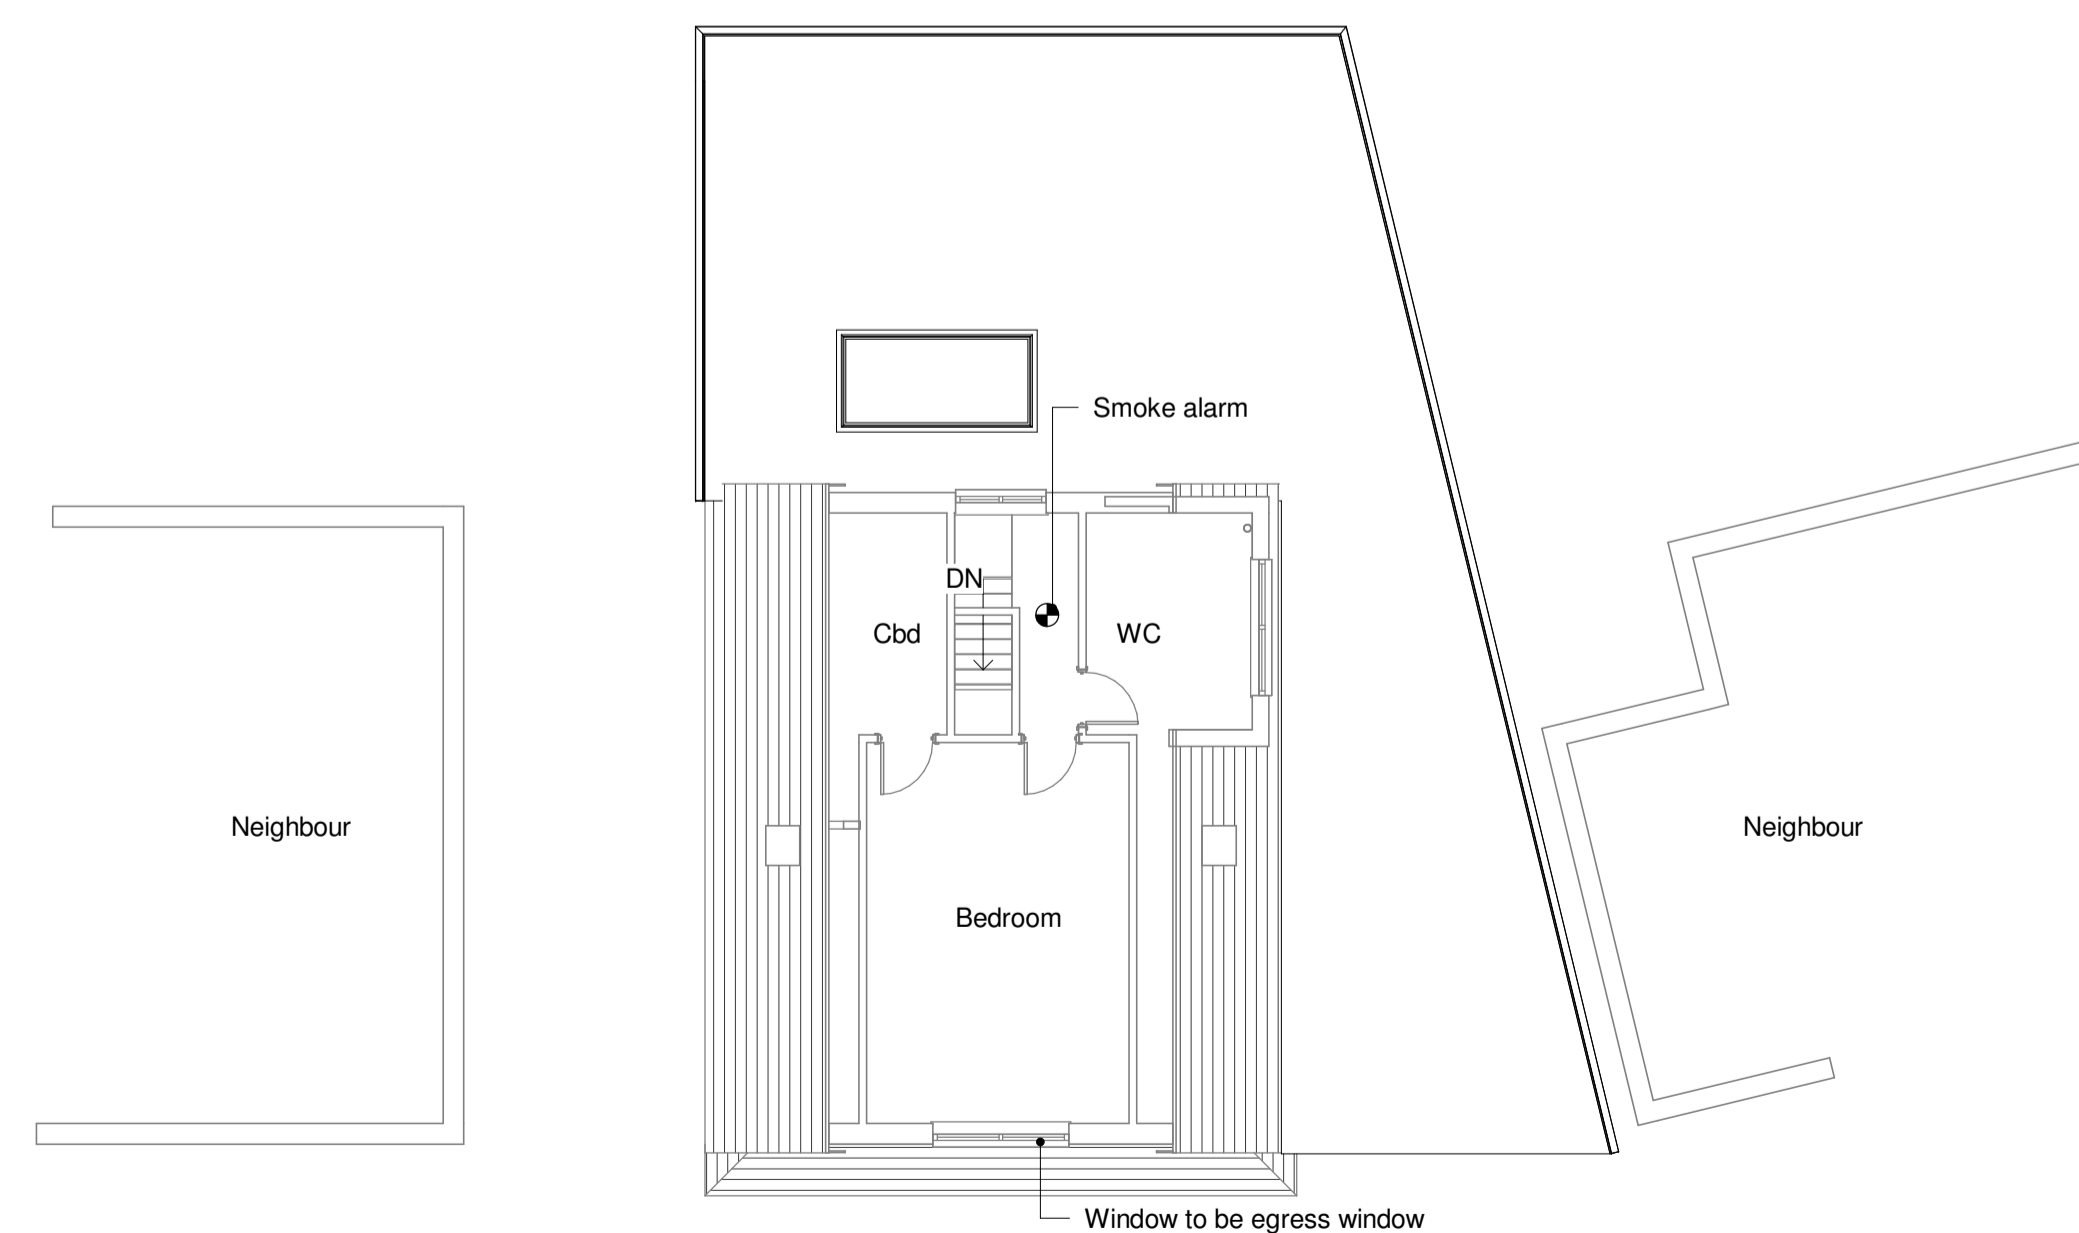 Smoke alarm
DN
Cbd
WC
Neighbour
Neighbour
Bedroom
Window to be egress window